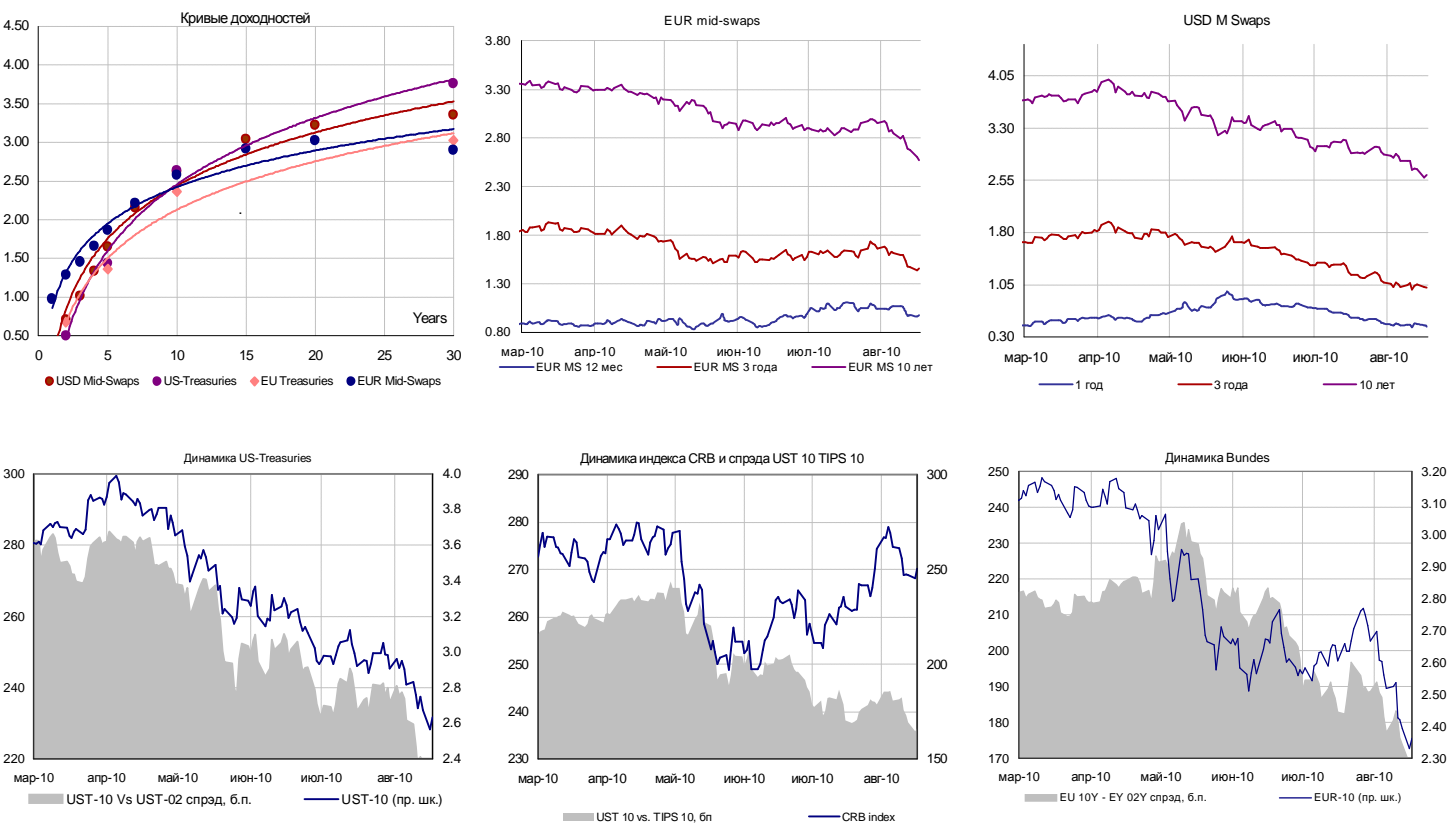 Кривые доходностей
4.50
4.00
3.50
3.00
2.50
2.00
1.50
1.00
0.50
Years
0 5 10 15 20 25 30
USD Mid-Swaps US-Treasuries EU Treasuries EUR Mid-Swaps
EUR mid-swaps
3.80
3.30
2.80
2.30
1.80
1.30
0.80
мар-10 апр-10 май-10 июн-10 июл-10 авг-10
EUR MS 12 мес EUR MS 3 года EUR MS 10 лет
USD M Swaps
4.05
3.30
2.55
1.80
1.05
0.30
мар-10 апр-10 май-10 июн-10 июл-10 авг-10
1 год 3 года 10 лет
Динамика US-Treasuries
300 4.0
3.8
280 3.6
3.4
260 3.2
3.0
240 2.8
2.6
220 2.4
мар-10 апр-10 май-10 июн-10 июл-10 авг-10
UST-10 Vs UST-02 спрэд, б.п. UST-10 (пр. шк.)
Динамика индекса CRB и спрэда UST 10 TIPS 10
290 300
280
270 250
260
250 200
240
230 150
мар-10 апр-10 май-10 июн-10 июл-10 авг-10
UST 10 vs. TIPS 10, бп CRB index
Динамика Bundes
250 3.20
240 3.10
230 3.00
220 2.90
210 2.80
200 2.70
190 2.60
180 2.50
170 2.40
2.30
мар-10 апр-10 май-10 июн-10 июл-10 авг-10
EU 10Y - EY 02Y спрэд, б.п. EUR-10 (пр. шк.)